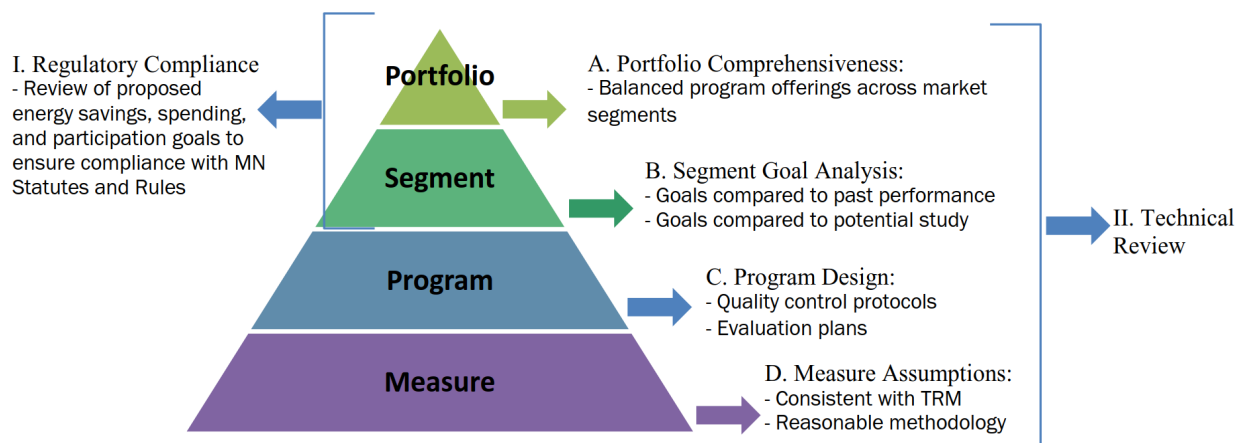 I. Regulatory Compliance
- Review of proposed
energy savings, spending,
and participation goals to
ensure compliance with MN
Statutes and Rules
Portfolio
Segment
Program
Measure
A. Portfolio Comprehensiveness:
- Balanced program offerings across market
segments
B. Segment Goal Analysis:
- Goals compared to past performance
- Goals compared to potential study
C. Program Design:
- Quality control protocols
- Evaluation plans
D. Measure Assumptions:
- Consistent with TRM
- Reasonable methodology
II. Technical
Review